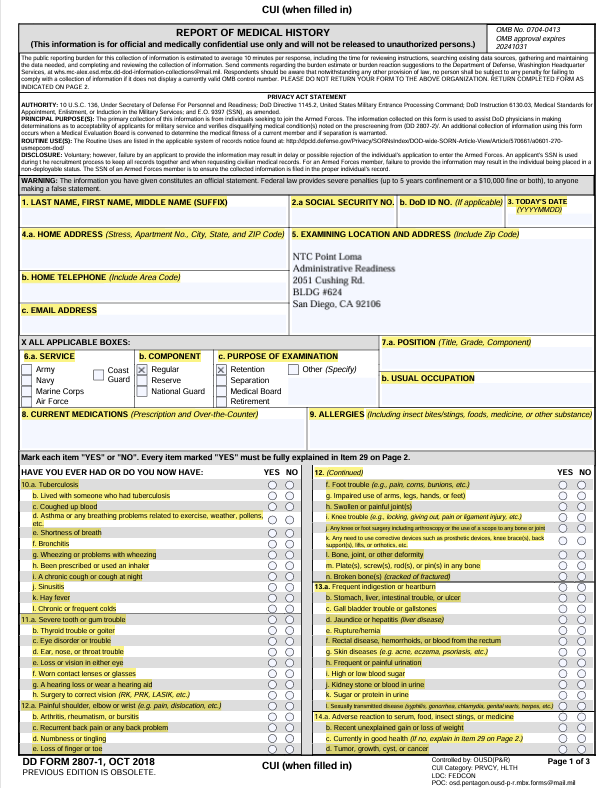 CUI (when filled in)
REPORT OF MEDICAL HISTORY
(This information is for official and medically confidential use only and will not be released to unauthorized persons.)
OMB No. 0704-0413
OMB approval expires
20241031
The public reporting burden for this collection of information is estimated to average 10 minutes per response, including the time for reviewing instructions, searching existing data sources, gathering and maintaining
the data needed, and completing and reviewing the collection of information. Send comments regarding the burden estimate or burden reduction suggestions to the Department of Defense, Washington Headquarters
Services, at whs.mc-alex.esd.mbx.dd-dod-information-collections@mail.mil. Respondents should be aware that notwithstanding any other provision of law, no person shall be subject to any penalty for failing to
comply with a collection of information if it does not display a currently valid OMB control number. PLEASE DO NOT RETURN YOUR FORM TO THE ABOVE ORGANIZATION. RETURN COMPLETED FORM AS
INDICATED ON PAGE 2.
PRIVACY ACT STATEMENT
AUTHORITY: 10 U.S.C. 136, Under Secretary of Defense For Personnel and Readiness; DoD Directive 1145.2, United States Military Entrance Processing Command; DoD Instruction 6130.03, Medical Standards for
Appointment, Enlistment, or Induction in the Military Services; and E.O. 9397 (SSN), as amended.
PRINCIPAL PURPOSE(S): The primary collection of this information is from individuals seeking to join the Armed Forces. The information collected on this form is used to assist DoD physicians in making
determinations as to acceptability of applicants for military service and verifies disqualifying medical condition(s) noted on the prescreening from (DD 2807-2)/. An additional collection of information using this form
occurs when a Medical Evaluation Board is convened to determine the medical fitness of a current member and if separation is warranted.
ROUTINE USE(S): The Routine Uses are listed in the applicable system of records notice found at: http://dpcld.defense.gov/Privacy/SORNsIndex/DOD-wide-SORN-Article-View/Article/570661/a0601-270-
usmepcom-dod/
DISCLOSURE: Voluntary; however, failure by an applicant to provide the information may result in delay or possible rejection of the individual's application to enter the Armed Forces. An applicant's SSN is used
during the recruitment process to keep all records together and when requesting civilian medical records. For an Armed Forces member, failure to provide the information may result in the individual being placed in a
non-deployable status. The SSN of an Armed Forces member is to ensure the collected information is filed in the proper individual's record.
WARNING: The information you have given constitutes an official statement. Federal law provides severe penalties (up to 5 years confinement or a $10,000 fine or both), to anyone
making a false statement.
1. LAST NAME, FIRST NAME, MIDDLE NAME (SUFFIX)
2.a SOCIAL SECURITY NO.
b. DoD ID NO. (If applicable)
3. TODAY'S DATE
(YYYYMMDD)
4.a. HOME ADDRESS (Stress, Apartment No., City, State, and ZIP Code)
5. EXAMINING LOCATION AND ADDRESS (Include Zip Code)
NTC Point Loma
Administrative Readiness
2051 Cushing Rd.
BLDG #624
San Diego, CA 92106
b. HOME TELEPHONE (Include Area Code)
c. EMAIL ADDRESS
X ALL APPLICABLE BOXES:
7.a. POSITION (Title, Grade, Component)
6.a. SERVICE
Army
Navy
Marine Corps
Air Force
Coast
Guard
b. COMPONENT
Regular
Reserve
National Guard
c. PURPOSE OF EXAMINATION
Retention
Separation
Medical Board
Retirement
Other (Specify)
b. USUAL OCCUPATION
8. CURRENT MEDICATIONS (Prescription and Over-the-Counter)
9. ALLERGIES (Including insect bites/stings, foods, medicine, or other substance)
Mark each item "YES" or "NO". Every item marked "YES" must be fully explained in Item 29 on Page 2.
HAVE YOU EVER HAD OR DO YOU NOW HAVE: YES NO
10.a. Tuberculosis
b. Lived with someone who had tuberculosis
c. Coughed up blood
d. Asthma or any breathing problems related to exercise, weather, pollens,
etc.
e. Shortness of breath
f. Bronchitis
g. Wheezing or problems with wheezing
h. Been prescribed or used an inhaler
i. A chronic cough or cough at night
j. Sinusitis
k. Hay fever
l. Chronic or frequent colds
11.a. Severe tooth or gum trouble
b. Thyroid trouble or goiter
c. Eye disorder or trouble
d. Ear, nose, or throat trouble
e. Loss or vision in either eye
f. Worn contact lenses or glasses
g. A hearing loss or wear a hearing aid
h. Surgery to correct vision (RK, PRK, LASIK, etc.)
12.a. Painful shoulder, elbow or wrist (e.g. pain, dislocation, etc.)
b. Arthritis, rheumatism, or bursitis
c. Recurrent back pain or any back problem
d. Numbness or tingling
e. Loss of finger or toe
12. (Continued) YES NO
f. Foot trouble (e.g., pain, corns, bunions, etc.)
g. Impaired use of arms, legs, hands, or feet)
h. Swollen or painful joint(s)
i. Knee trouble (e.g., locking, giving out, pain or ligament injury, etc.)
j. Any knee or foot surgery including arthroscopy or the use of a scope to any bone or joint
k. Any need to use corrective devices such as prosthetic devices, knee brace(s), back
support(s), lifts, or orthotics, etc.
l. Bone, joint, or other deformity
m. Plate(s), screw(s), rod(s), or pin(s) in any bone
n. Broken bone(s) (cracked of fractured)
13.a. Frequent indigestion or heartburn
b. Stomach, liver, intestinal trouble, or ulcer
c. Gall bladder trouble or gallstones
d. Jaundice or hepatitis (liver disease)
e. Rupture/hernia
f. Rectal disease, hemorrhoids, or blood from the rectum
g. Skin diseases (e.g. acne, eczema, psoriasis, etc.)
h. Frequent or painful urination
i. High or low blood sugar
j. Kidney stone or blood in urine
k. Sugar or protein in urine
l. Sexually transmitted disease (syphilis, gonorrhea, chlamydia, genital warts, herpes, etc.)
14.a. Adverse reaction to serum, food, insect stings, or medicine
b. Recent unexplained gain or loss of weight
c. Currently in good health (If no, explain in Item 29 on Page 2.)
d. Tumor, growth, cyst, or cancer
DD FORM 2807-1, OCT 2018
PREVIOUS EDITION IS OBSOLETE.
CUI (when filled in)
Controlled by: OUSD(P&R)
CUI Category: PRVCY, HLTH
LDC: FEDCON
POC: osd.pentagon.ousd-p-r.mbx.forms@mail.mil
Page 1 of 3